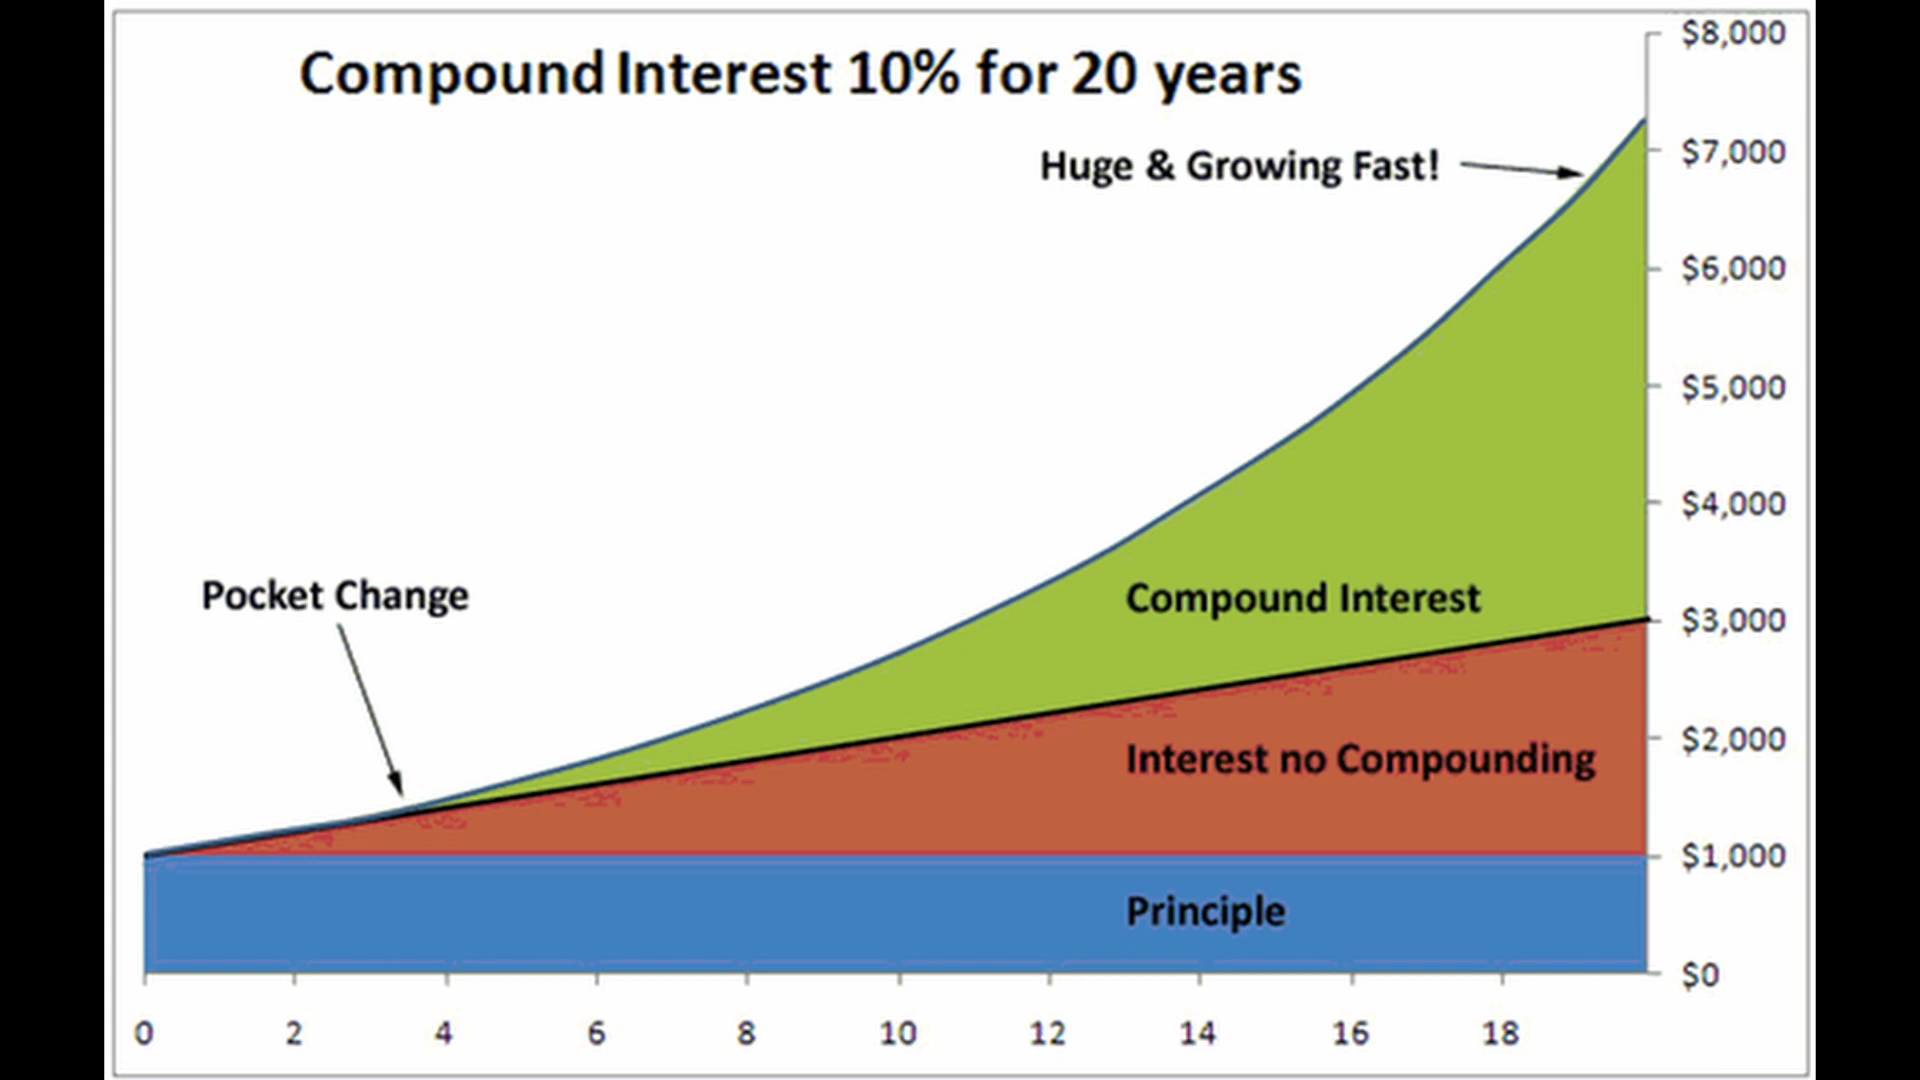 Compound Interest 10% for 20 years
$8,000
Huge & Growing Fast!
$7,000
$6,000
$5,000
$4,000
Pocket Change
Compound Interest
$3,000
$2,000
Interest no Compounding
$1,000
Principle
$0
0 2 4 6 8 10 12 14 16 18